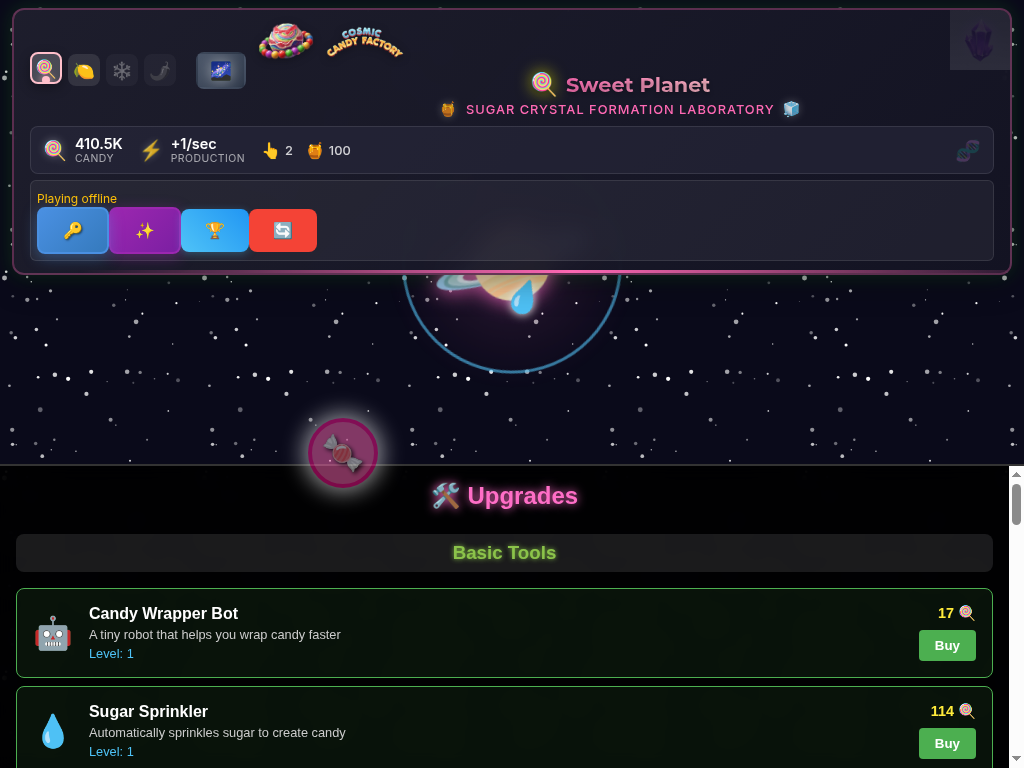 COSMIC
CANDY FACTORY
Sweet Planet
SUGAR CRYSTAL FORMATION LABORATORY
410.5K
CANDY
+1/sec
PRODUCTION
2
100
Playing offline
Upgrades
Basic Tools
Candy Wrapper Bot
A tiny robot that helps you wrap candy faster
Level: 1
17
Buy
Sugar Sprinkler
Automatically sprinkles sugar to create candy
Level: 1
114
Buy